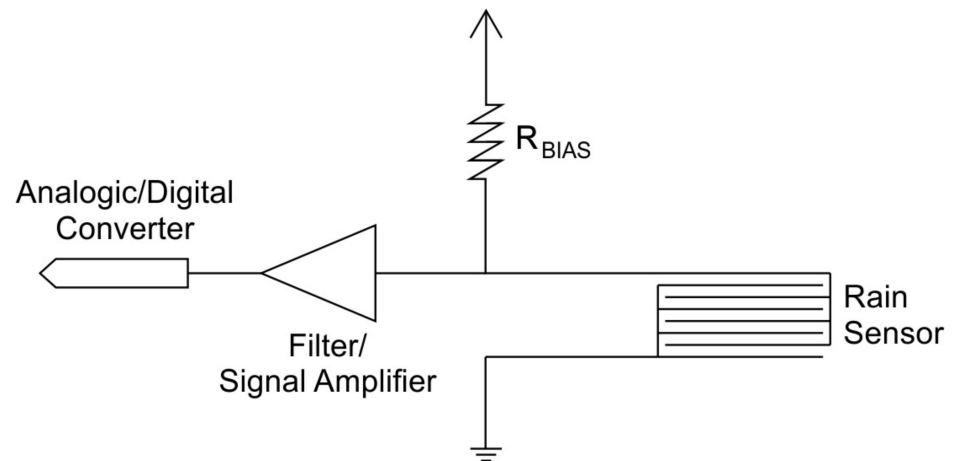 R BIAS
Analogic/Digital
Converter
Rain
Sensor
Filter/
Signal Amplifier